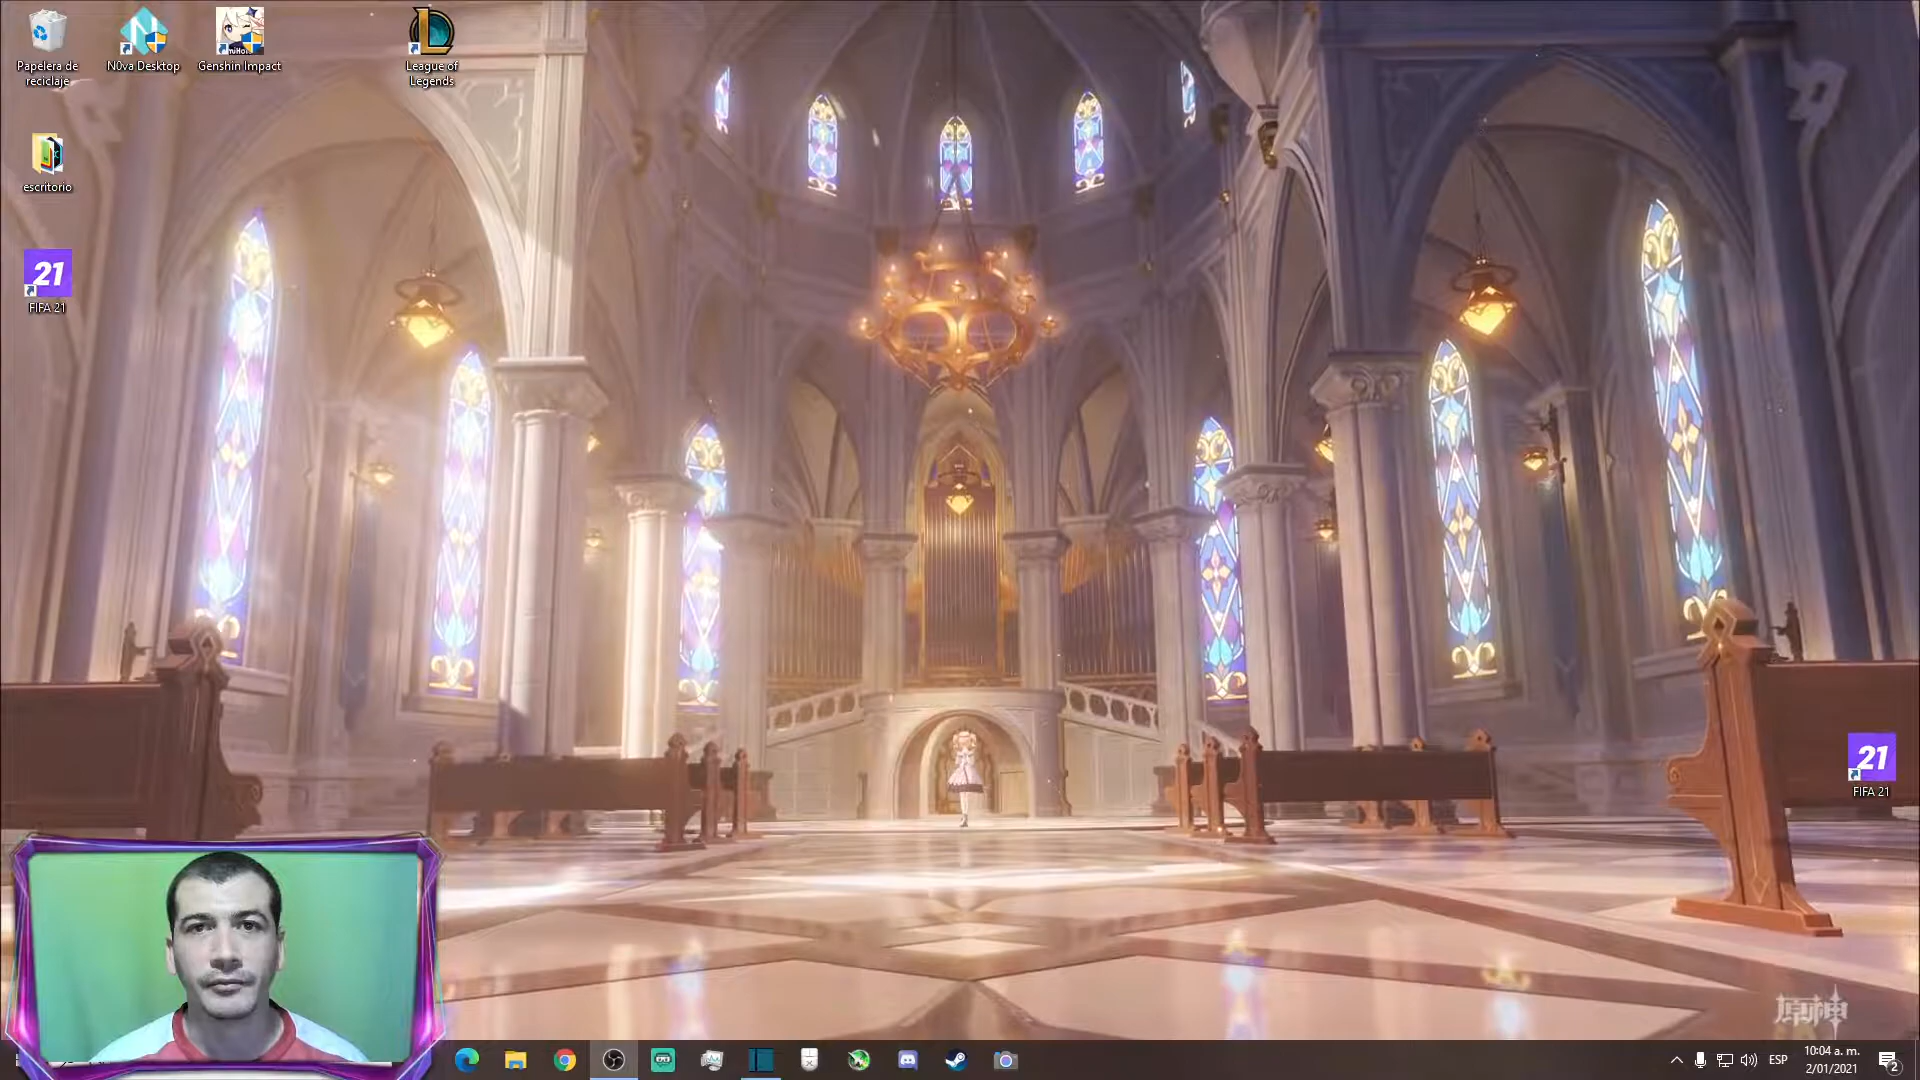 Papelera de
reciclaje
N0va Desktop
Genshin Impact
League of
Legends
escritorio
21
FIFA 21
21
FIFA 21
原神
ESP
10:04 a. m.
2/01/2021
2